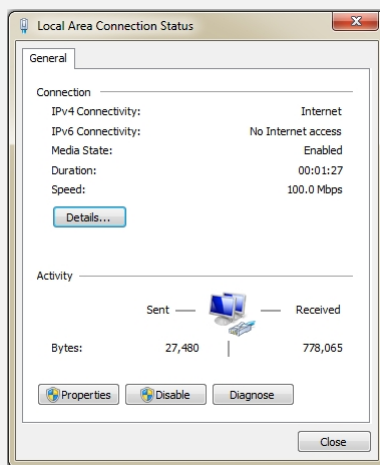 Local Area Connection Status
General
Connection
IPv4 Connectivity: Internet
IPv6 Connectivity: No Internet access
Media State: Enabled
Duration: 00:01:27
Speed: 100.0 Mbps
Details...
Activity
Sent Received
Bytes: 27,480 778,065
Properties Disable Diagnose
Close